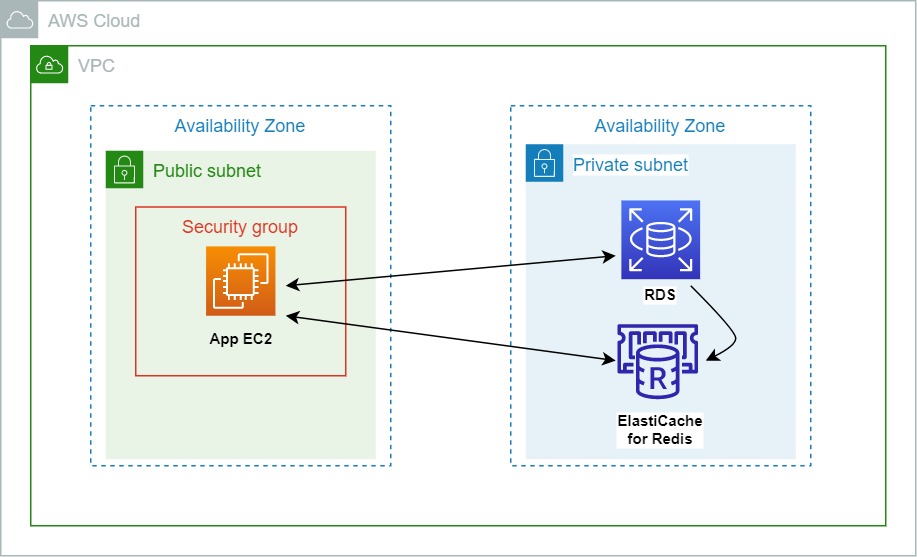 AWS Cloud
VPC
Availability Zone
Public subnet
Security group
App EC2
Availability Zone
Private subnet
RDS
R
ElastiCache
for Redis